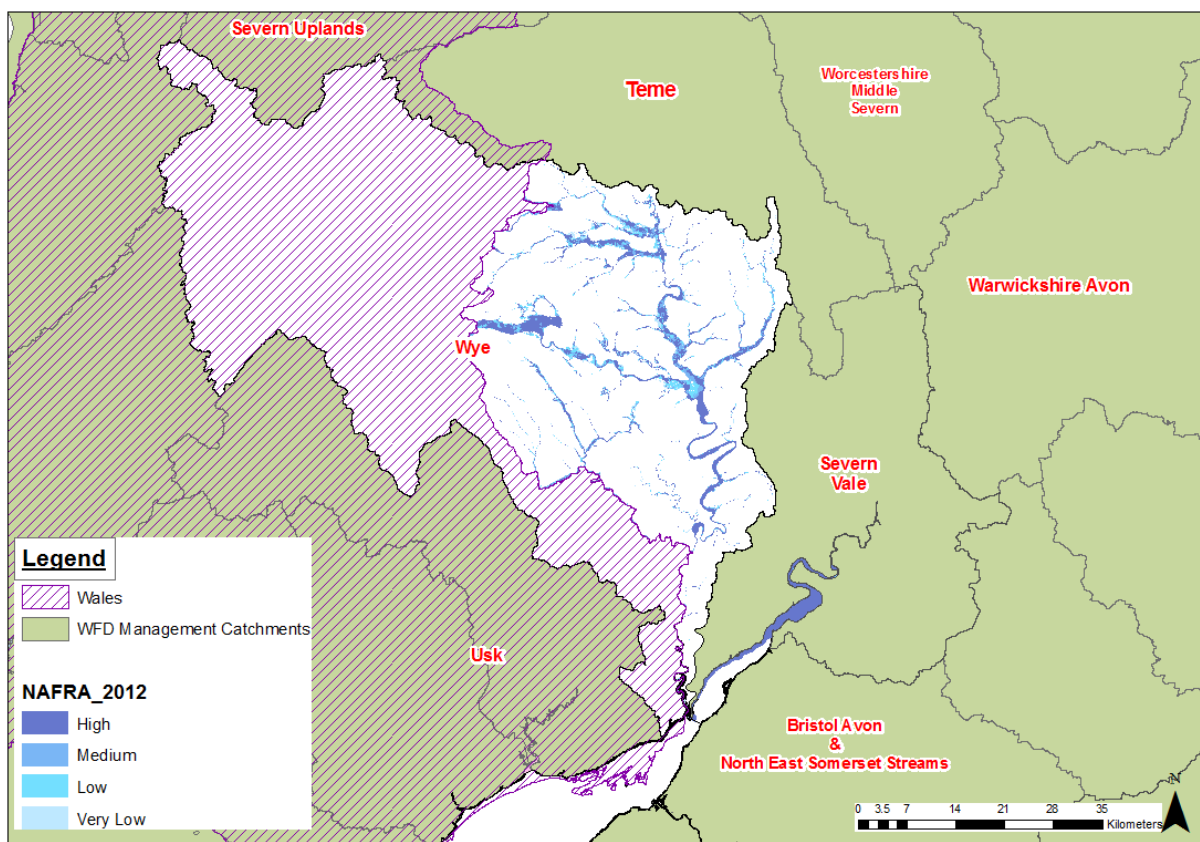 Severn Uplands
Teme
Worcestershire
Middle
Severn
Warwickshire Avon
Wye
Severn
Vale
Usk
Bristol Avon
&
North East Somerset Streams
Legend
Wales
WFD Management Catchments
NAFRA_2012
High
Medium
Low
Very Low
N
0 3.5 7 14 21 28 35
Kilometers